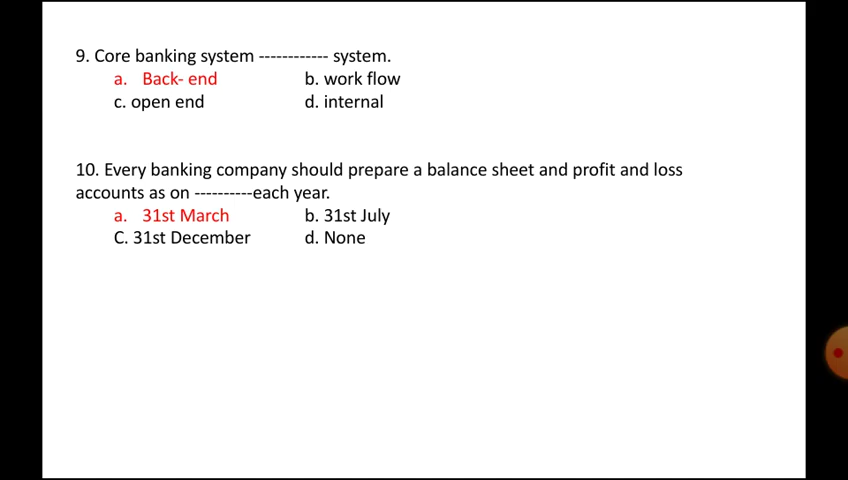 9. Core banking system ------------ system.
a. Back- end b. work flow
c. open end d. internal
10. Every banking company should prepare a balance sheet and profit and loss
accounts as on ----------each year.
a. 31st March b. 31st July
C. 31st December d. None